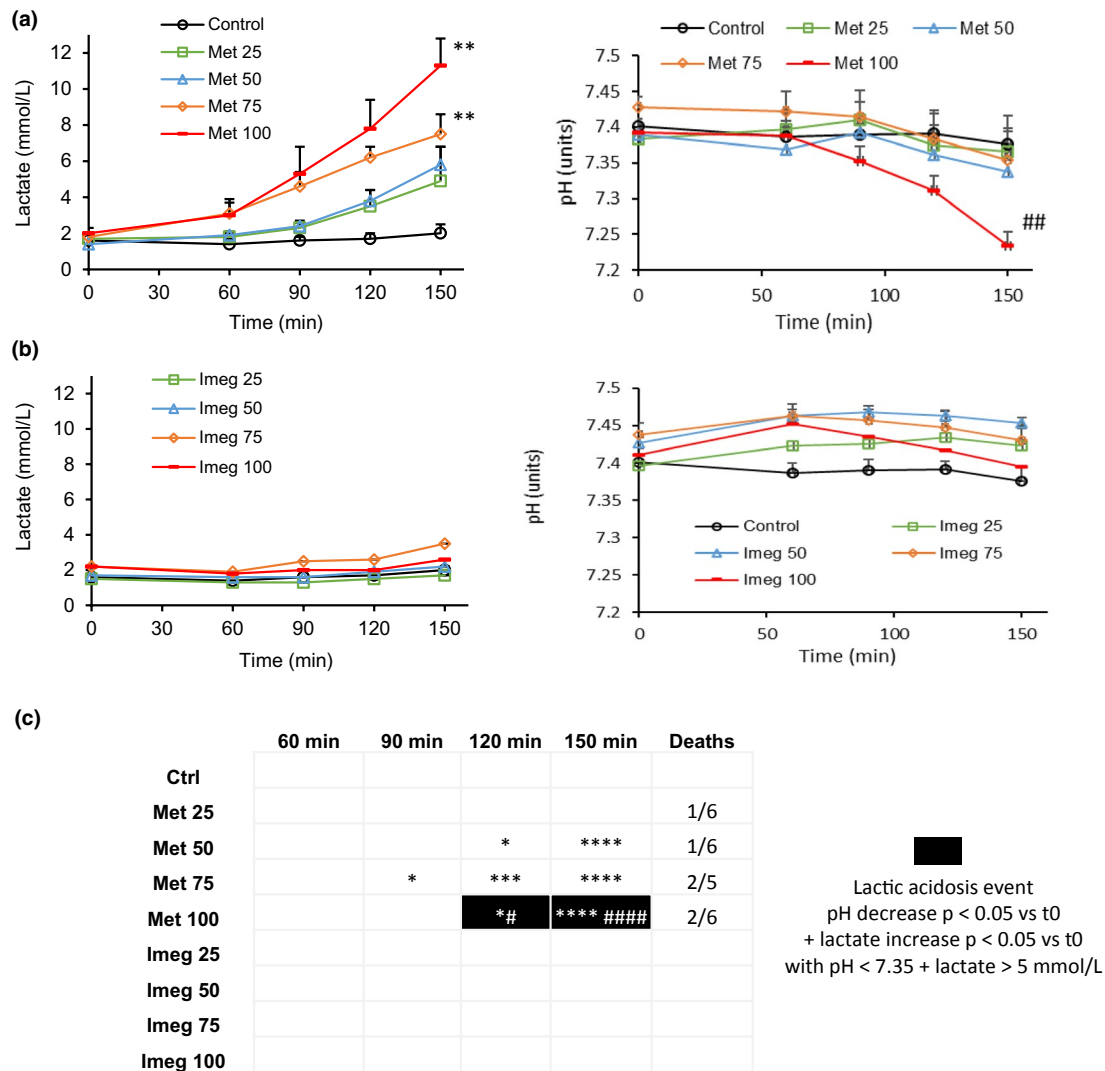 (a)
Lactate (mmol/L)
12
10
8
6
4
2
0
Control
Met 25
Met 50
Met 75
Met 100
**
**
0 30 60 90 120 150
Time (min)
Control Met 25 Met 50
Met 75 Met 100
pH (units)
7.45
7.4
7.35
7.3
7.25
7.2
##
0 50 100 150
Time (min)
(b)
Lactate (mmol/L)
12
10
8
6
4
2
0
Imeg 25
Imeg 50
Imeg 75
Imeg 100
0 30 60 90 120 150
Time (min)
pH (units)
7.5
7.45
7.4
7.35
7.3
7.25
7.2
Control Imeg 25
Imeg 50 Imeg 75
Imeg 100
0 50 100 150
Time (min)
(c)
60 min 90 min 120 min 150 min Deaths
Ctrl
Met 25 1/6
Met 50 * **** 1/6
Met 75 * *** **** 2/5
Met 100 *# **** #### 2/6
Imeg 25
Imeg 50
Imeg 75
Imeg 100
Lactic acidosis event
pH decrease p < 0.05 vs t0
+ lactate increase p < 0.05 vs t0
with pH < 7.35 + lactate > 5 mmol/L